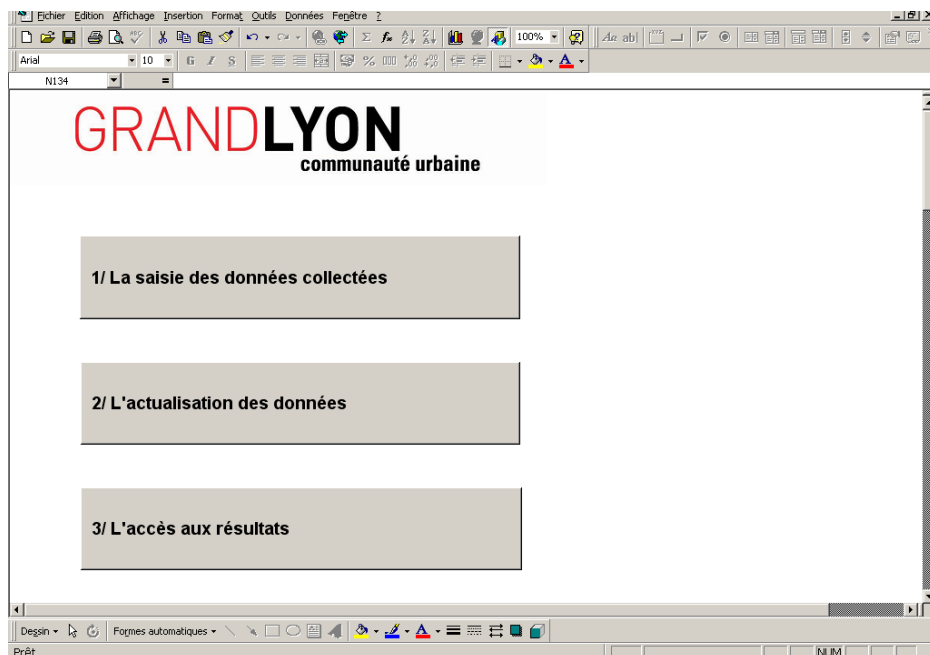 Fichier Edition Affichage Insertion Format Outils Données Fenêtre ?
100%
Arial 10 G I S
N134 =
GRANDLYON
communauté urbaine
1/ La saisie des données collectées
2/ L'actualisation des données
3/ L'accès aux résultats
Dessin Formes automatiques
Prêt NUM